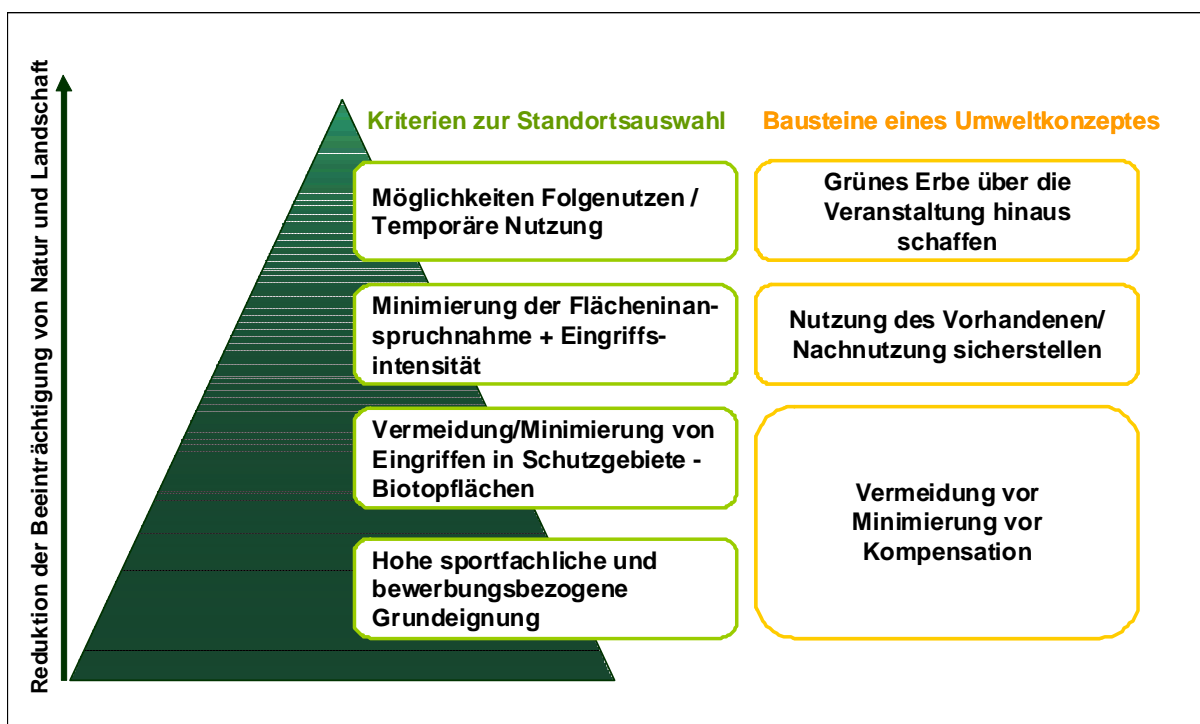 Reduktion der Beeinträchtigung von Natur und Landschaft
Kriterien zur Standortsauswahl
Möglichkeiten Folgenutzen /
Temporäre Nutzung
Minimierung der Flächeninan-
spruchnahme + Eingriffs-
intensität
Vermeidung/Minimierung von
Eingriffen in Schutzgebiete -
Biotopflächen
Hohe sportfachliche und
bewerbungsbezogene
Grundeignung
Bausteine eines Umweltkonzeptes
Grünes Erbe über die
Veranstaltung hinaus
schaffen
Nutzung des Vorhandenen/
Nachnutzung sicherstellen
Vermeidung vor
Minimierung vor
Kompensation